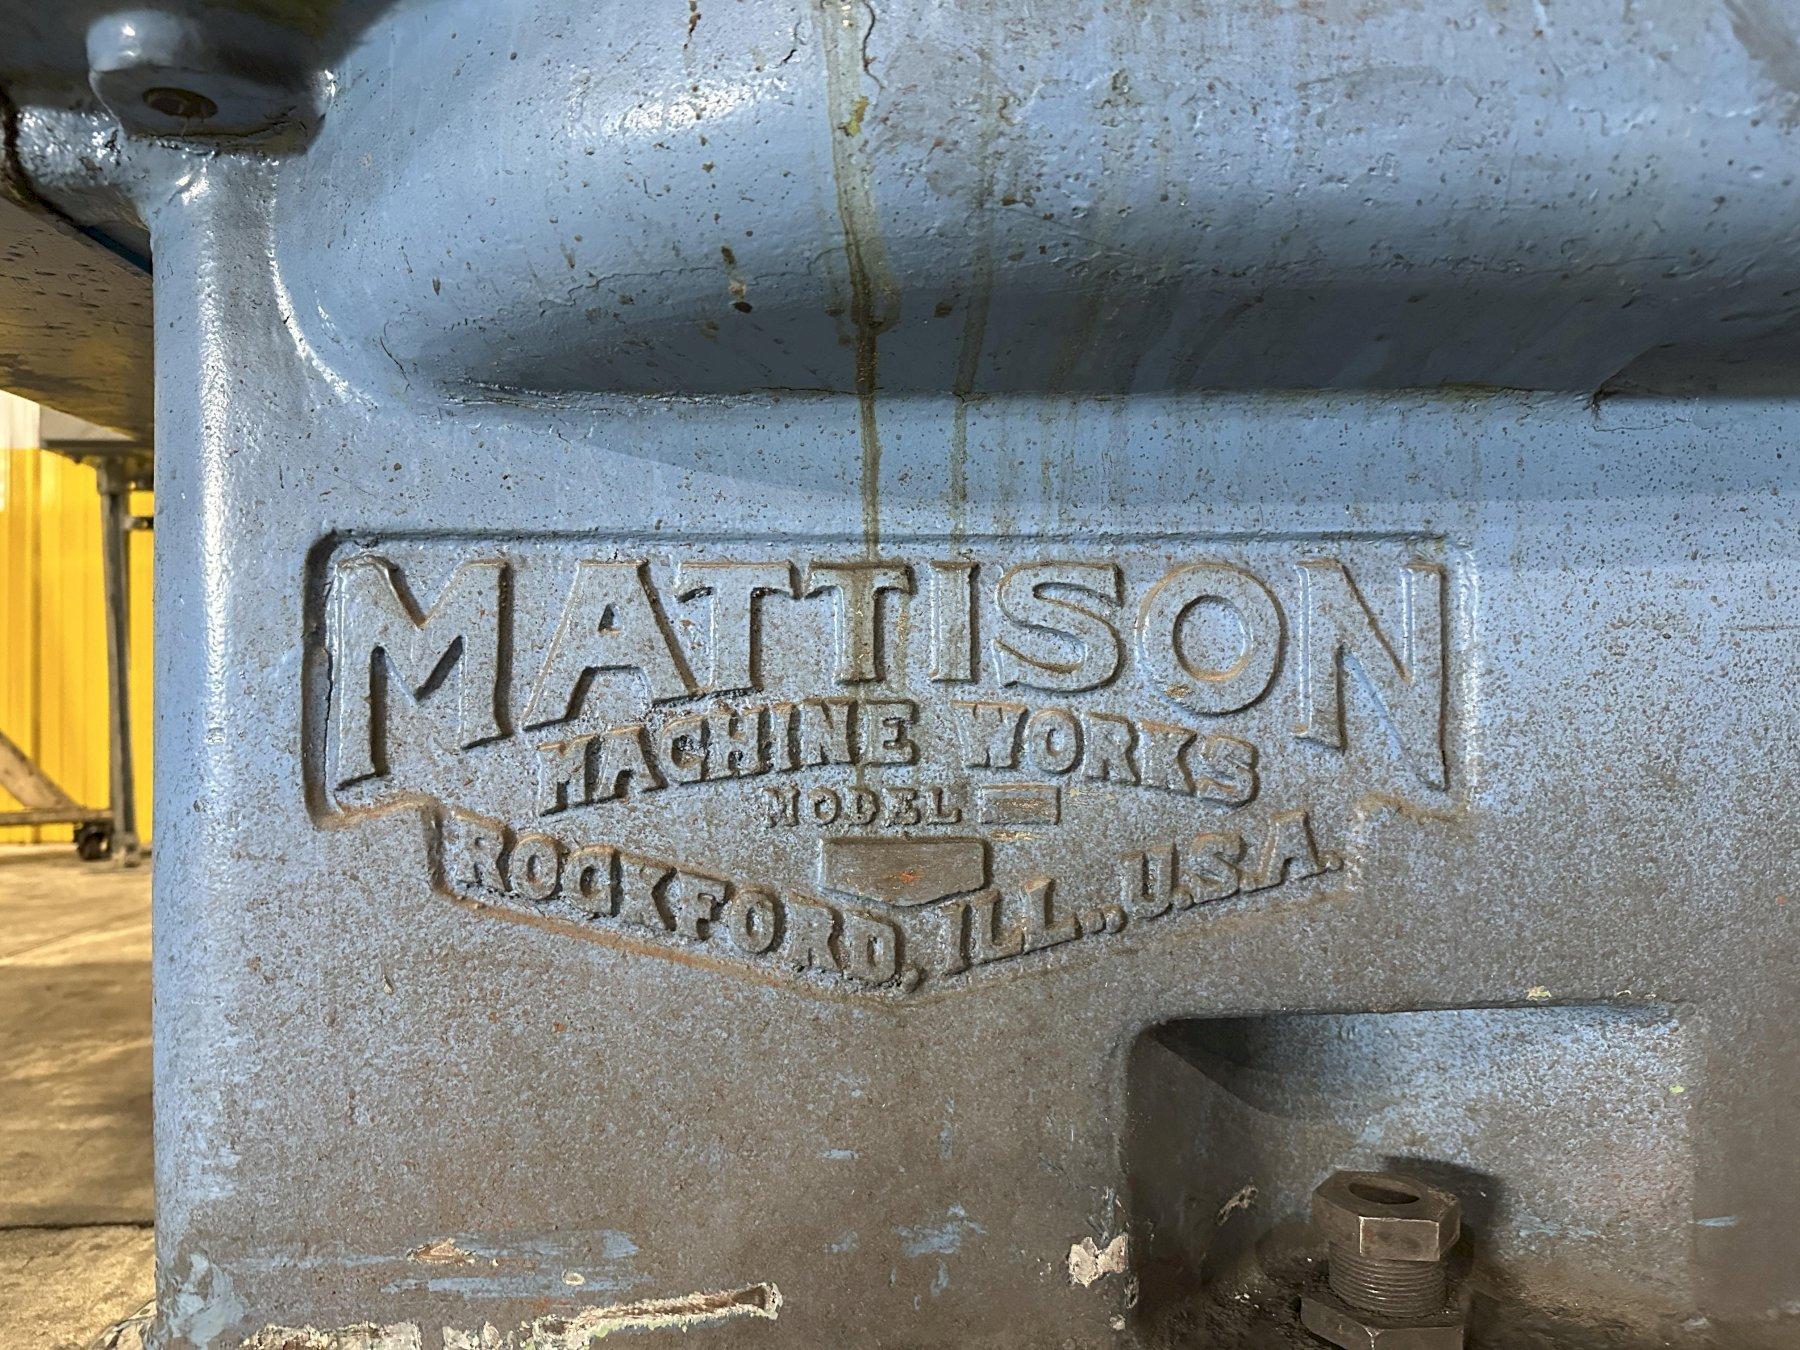 MATTISON
MACHINE WORKS
MODEL
ROCKFORD, ILL., U.S.A.